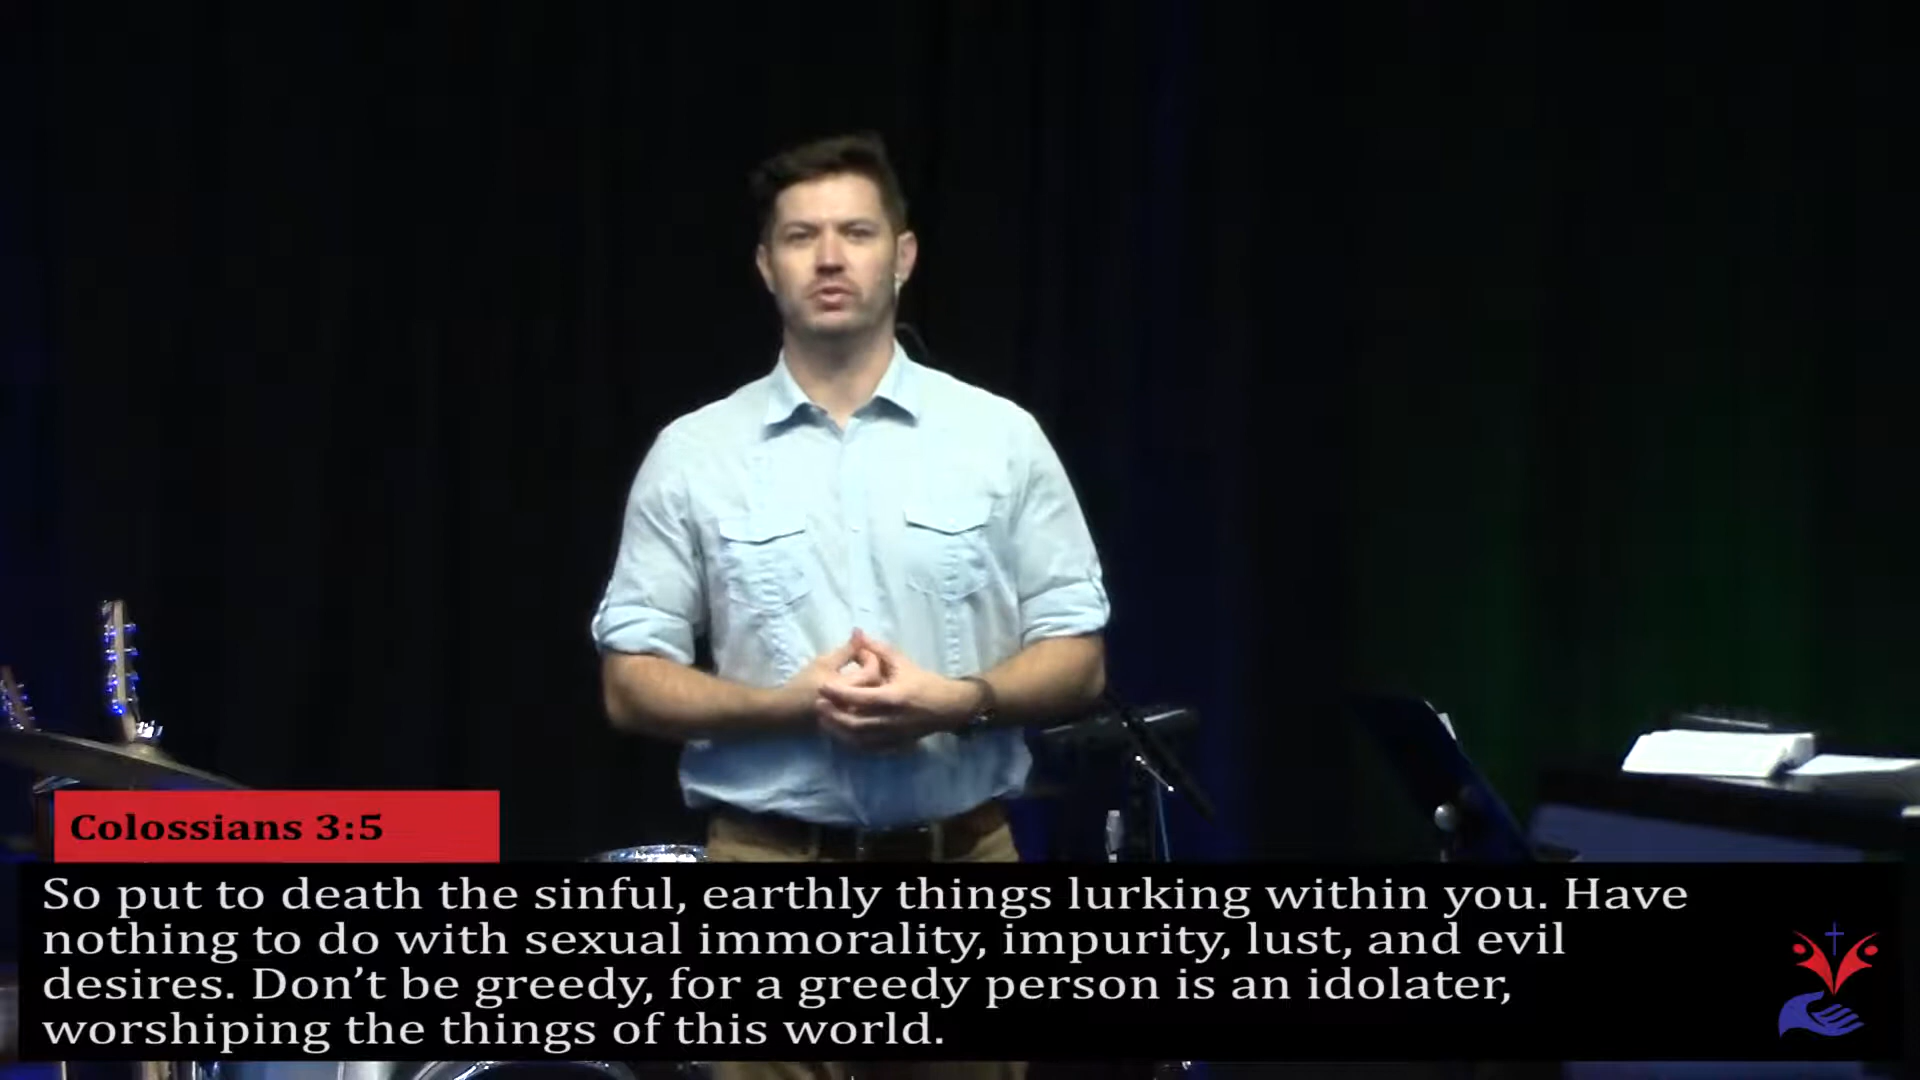 Colossians 3:5
So put to death the sinful, earthly things lurking within you. Have
nothing to do with sexual immorality, impurity, lust, and evil
desires. Don’t be greedy, for a greedy person is an idolater,
worshiping the things of this world.